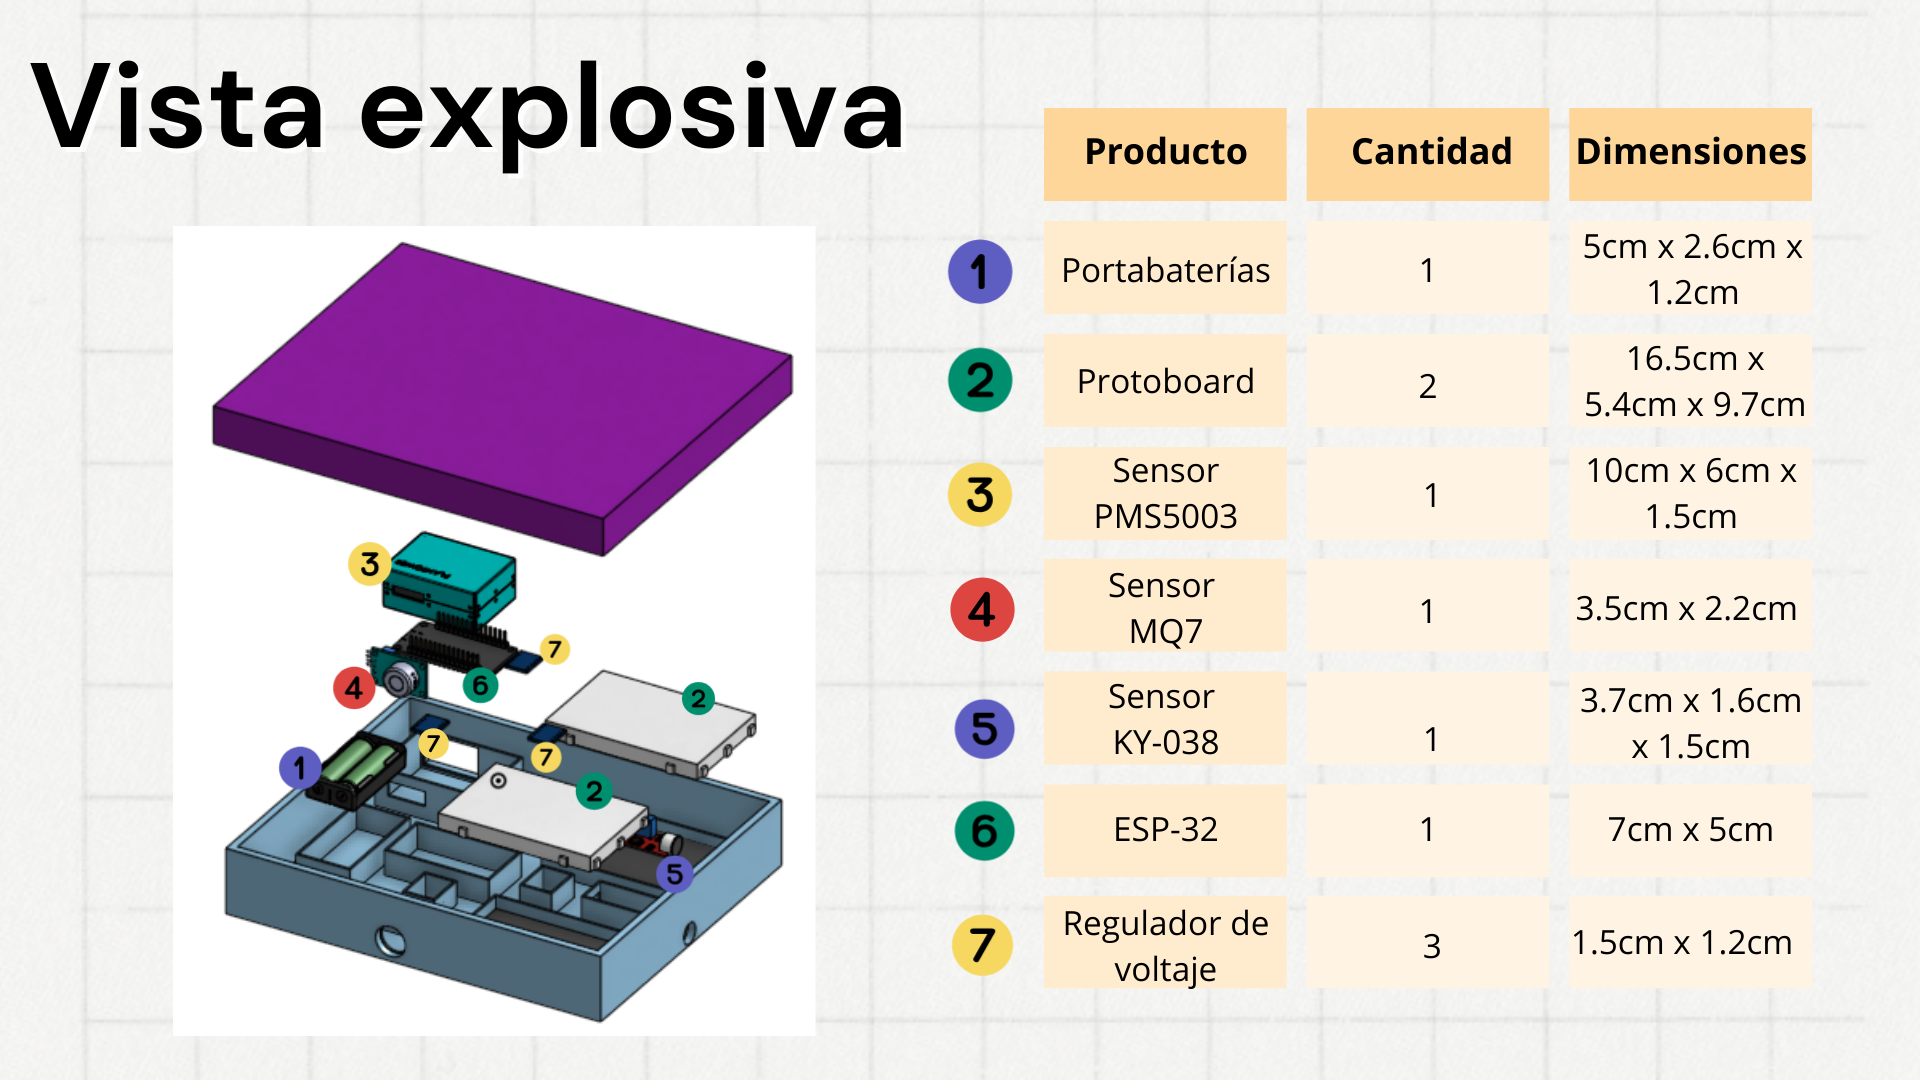 Vista explosiva
Producto Cantidad Dimensiones
1 Portabaterías 1 5cm x 2.6cm x
1.2cm
2 Protoboard 2 16.5cm x
5.4cm x 9.7cm
3 Sensor
PMS5003 1 10cm x 6cm x
1.5cm
4 Sensor
MQ7 1 3.5cm x 2.2cm
5 Sensor
KY-038 1 3.7cm x 1.6cm
x 1.5cm
6 ESP-32 1 7cm x 5cm
7 Regulador de
voltaje 3 1.5cm x 1.2cm
3
7
4
6
2
7
7
1
2
5